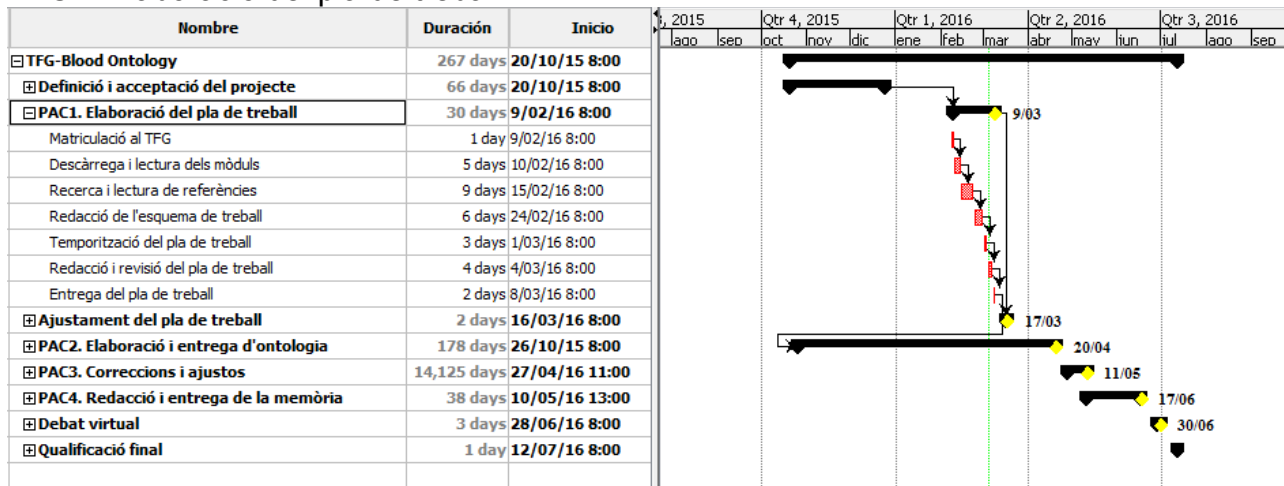 Nombre Duración Inicio
, 2015 Qtr 4, 2015 Qtr 1, 2016 Qtr 2, 2016 Qtr 3, 2016
ago sep oct nov dic ene feb mar abr may jun jul ago sep
TFG-Blood Ontology 267 days 20/10/15 8:00
Definició i acceptació del projecte 66 days 20/10/15 8:00
PAC1. Elaboració del pla de treball 30 days 9/02/16 8:00 9/03
Matriculació al TFG 1 day 9/02/16 8:00
Descàrrega i lectura dels mòduls 5 days 10/02/16 8:00
Recerca i lectura de referències 9 days 15/02/16 8:00
Redacció de l'esquema de treball 6 days 24/02/16 8:00
Temporització del pla de treball 3 days 1/03/16 8:00
Redacció i revisió del pla de treball 4 days 4/03/16 8:00
Entrega del pla de treball 2 days 8/03/16 8:00
Ajustament del pla de treball 2 days 16/03/16 8:00 17/03
PAC2. Elaboració i entrega d'ontologia 178 days 26/10/15 8:00 20/04
PAC3. Correccions i ajustos 14,125 days 27/04/16 11:00 11/05
PAC4. Redacció i entrega de la memòria 38 days 10/05/16 13:00 17/06
Debat virtual 3 days 28/06/16 8:00 30/06
Qualificació final 1 day 12/07/16 8:00